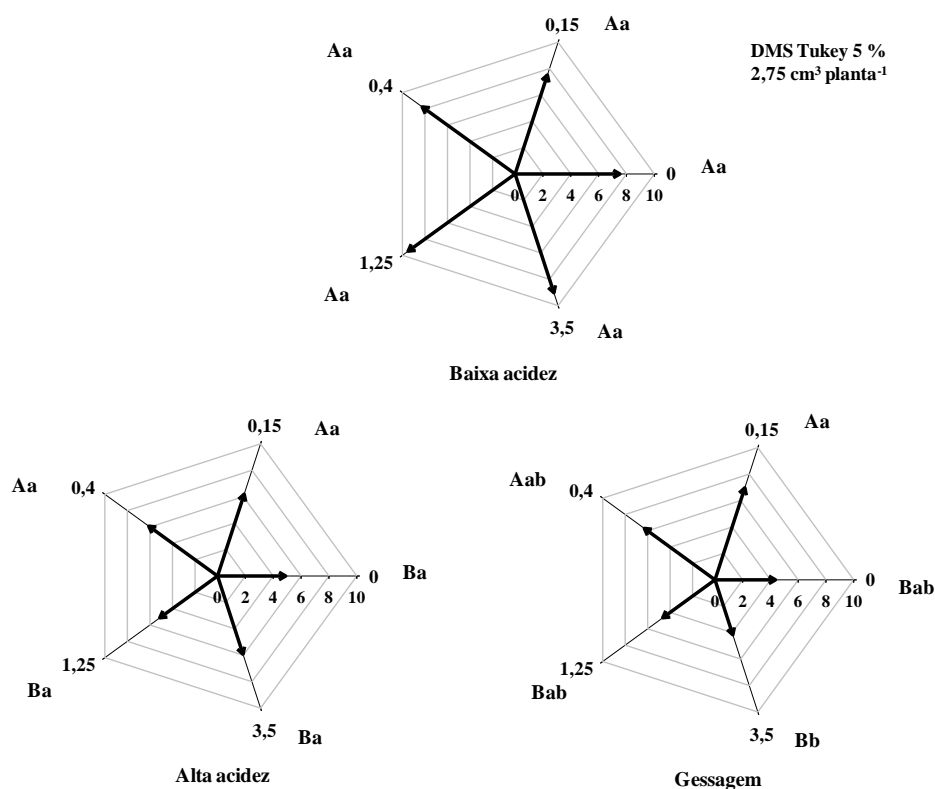 0,15 Aa
DMS Tukey 5 %
2,75 cm³ planta⁻¹
Aa
0,4
0 Aa
0 2 4 6 8 10
1,25
Aa
3,5 Aa
Baixa acidez
0,15 Aa
Aa 0,4
0 Ba
0 2 4 6 8 10
1,25
Ba
3,5 Ba
Alta acidez
0,15 Aa
Aab 0,4
0 Bab
0 2 4 6 8 10
1,25
Bab
3,5 Bb
Gessagem